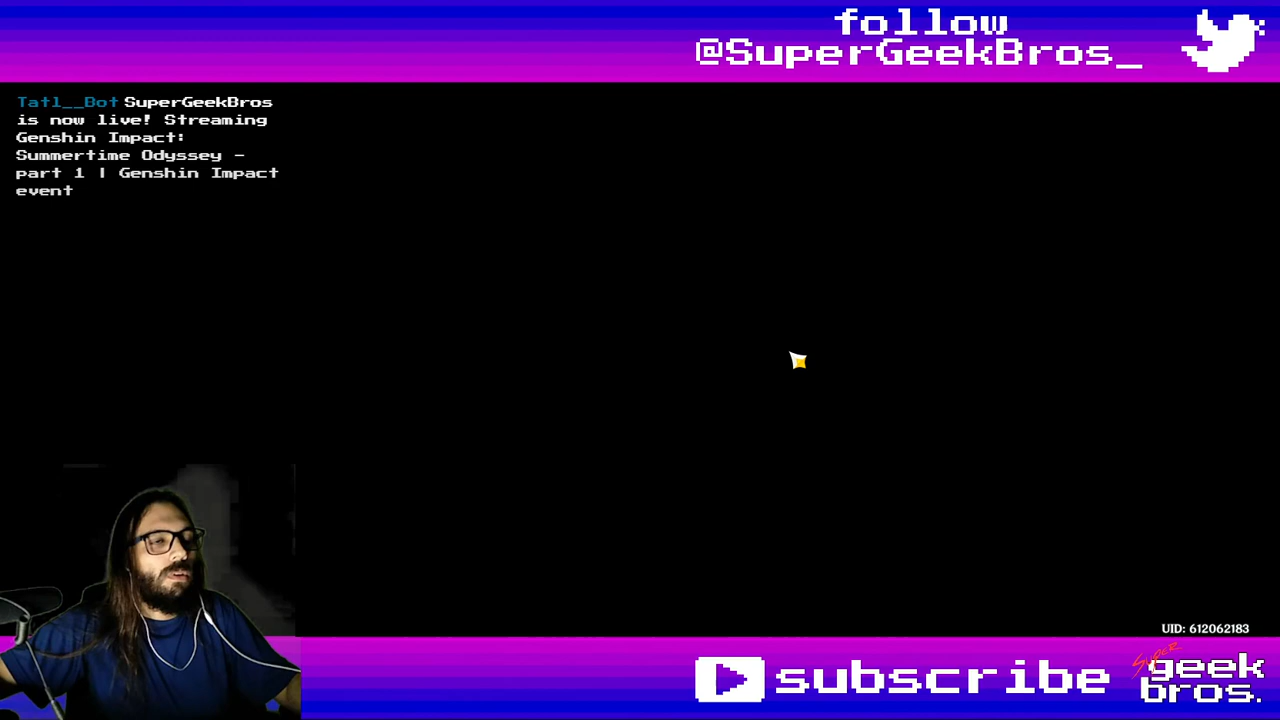 follow
@SuperGeekBros_
Tatl__Bot SuperGeekBros
is now live! Streaming
Genshin Impact:
Summertime Odyssey -
part 1 | Genshin Impact
event
UID: 612062183
subscribe
SUPER
geek
bros.